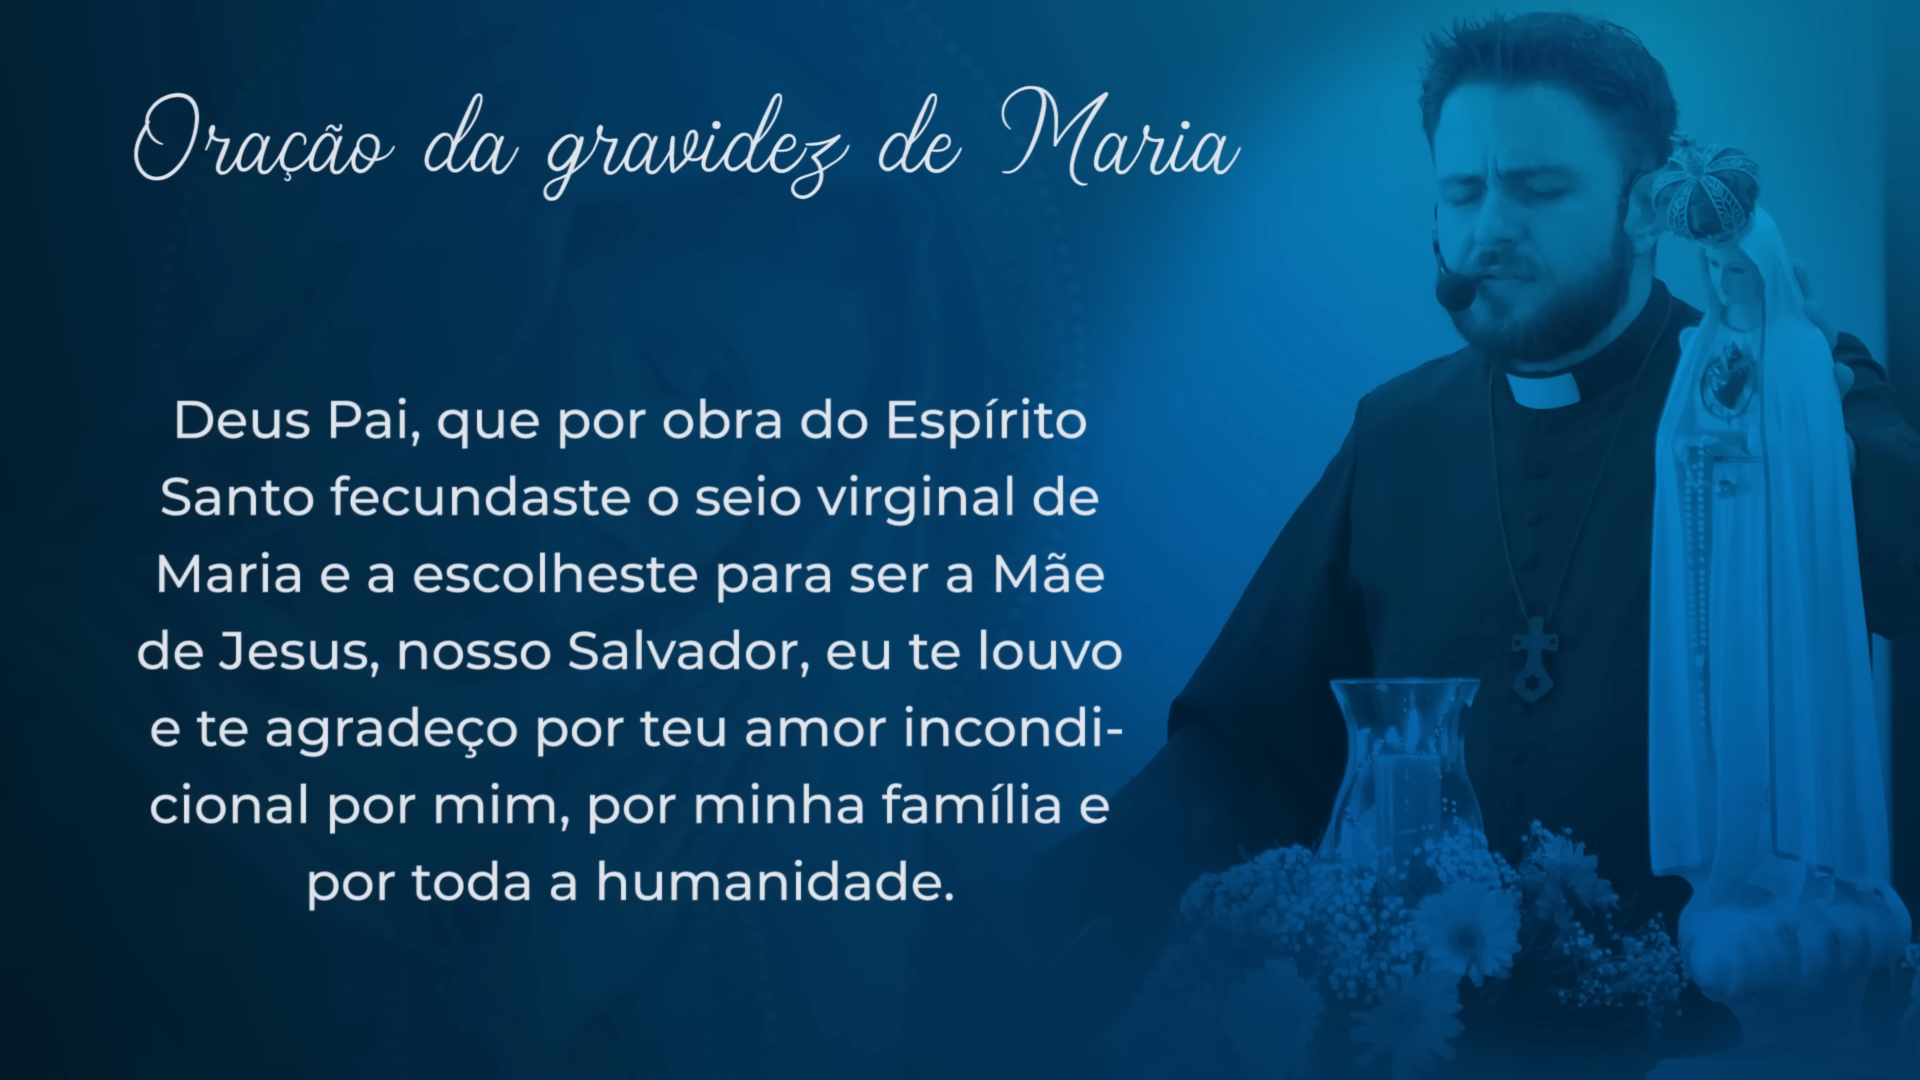 Oração da gravidez de Maria
Deus Pai, que por obra do Espírito
Santo fecundaste o seio virginal de
Maria e a escolheste para ser a Mãe
de Jesus, nosso Salvador, eu te louvo
e te agradeço por teu amor incondi-
cional por mim, por minha família e
por toda a humanidade.